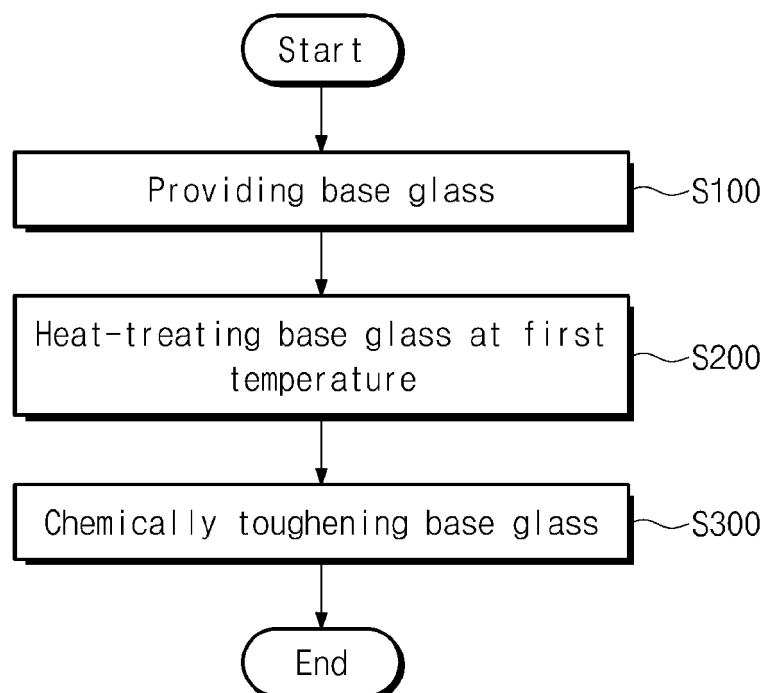 Start
Providing base glass
S100
Heat-treating base glass at first
temperature
S200
Chemically toughening base glass
S300
End